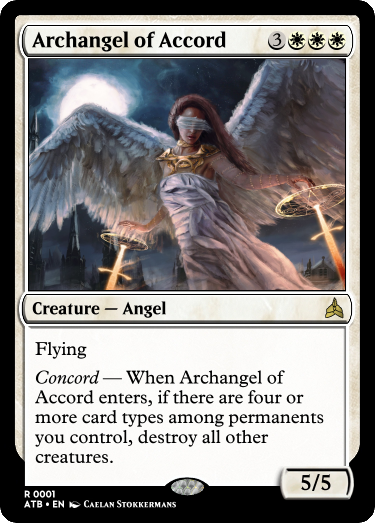 Archangel of Accord 3
Creature — Angel
Flying
Concord — When Archangel of
Accord enters, if there are four or
more card types among permanents
you control, destroy all other
creatures.
5/5
R 0001
ATB • EN Caelan Stokkermans